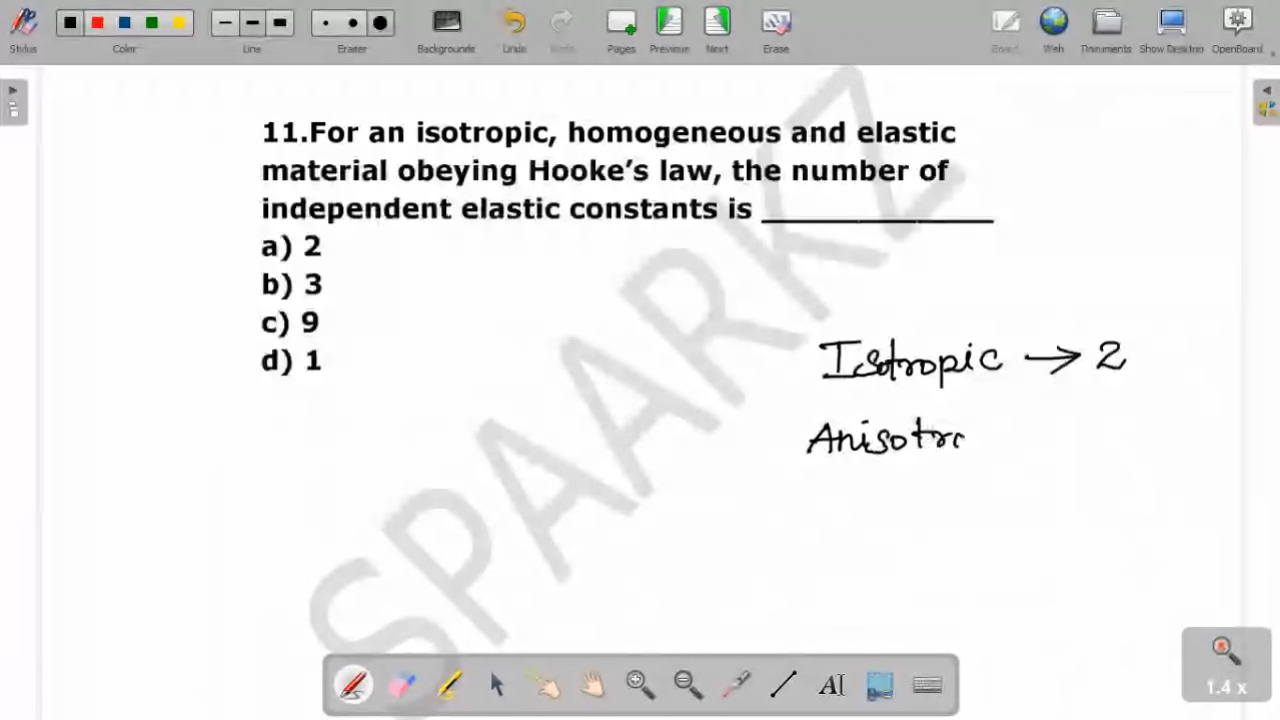 Stylus
Color
Line
Eraser
Backgrounds
Undo
Redo
Pages
Previous
Next
Erase
Board
Web
Documents
Show Desktop
OpenBoard
11.For an isotropic, homogeneous and elastic
material obeying Hooke’s law, the number of
independent elastic constants is _______________
a) 2
b) 3
c) 9
d) 1
Isotropic → 2
Anisotro
SPAARKZ
1.4 x